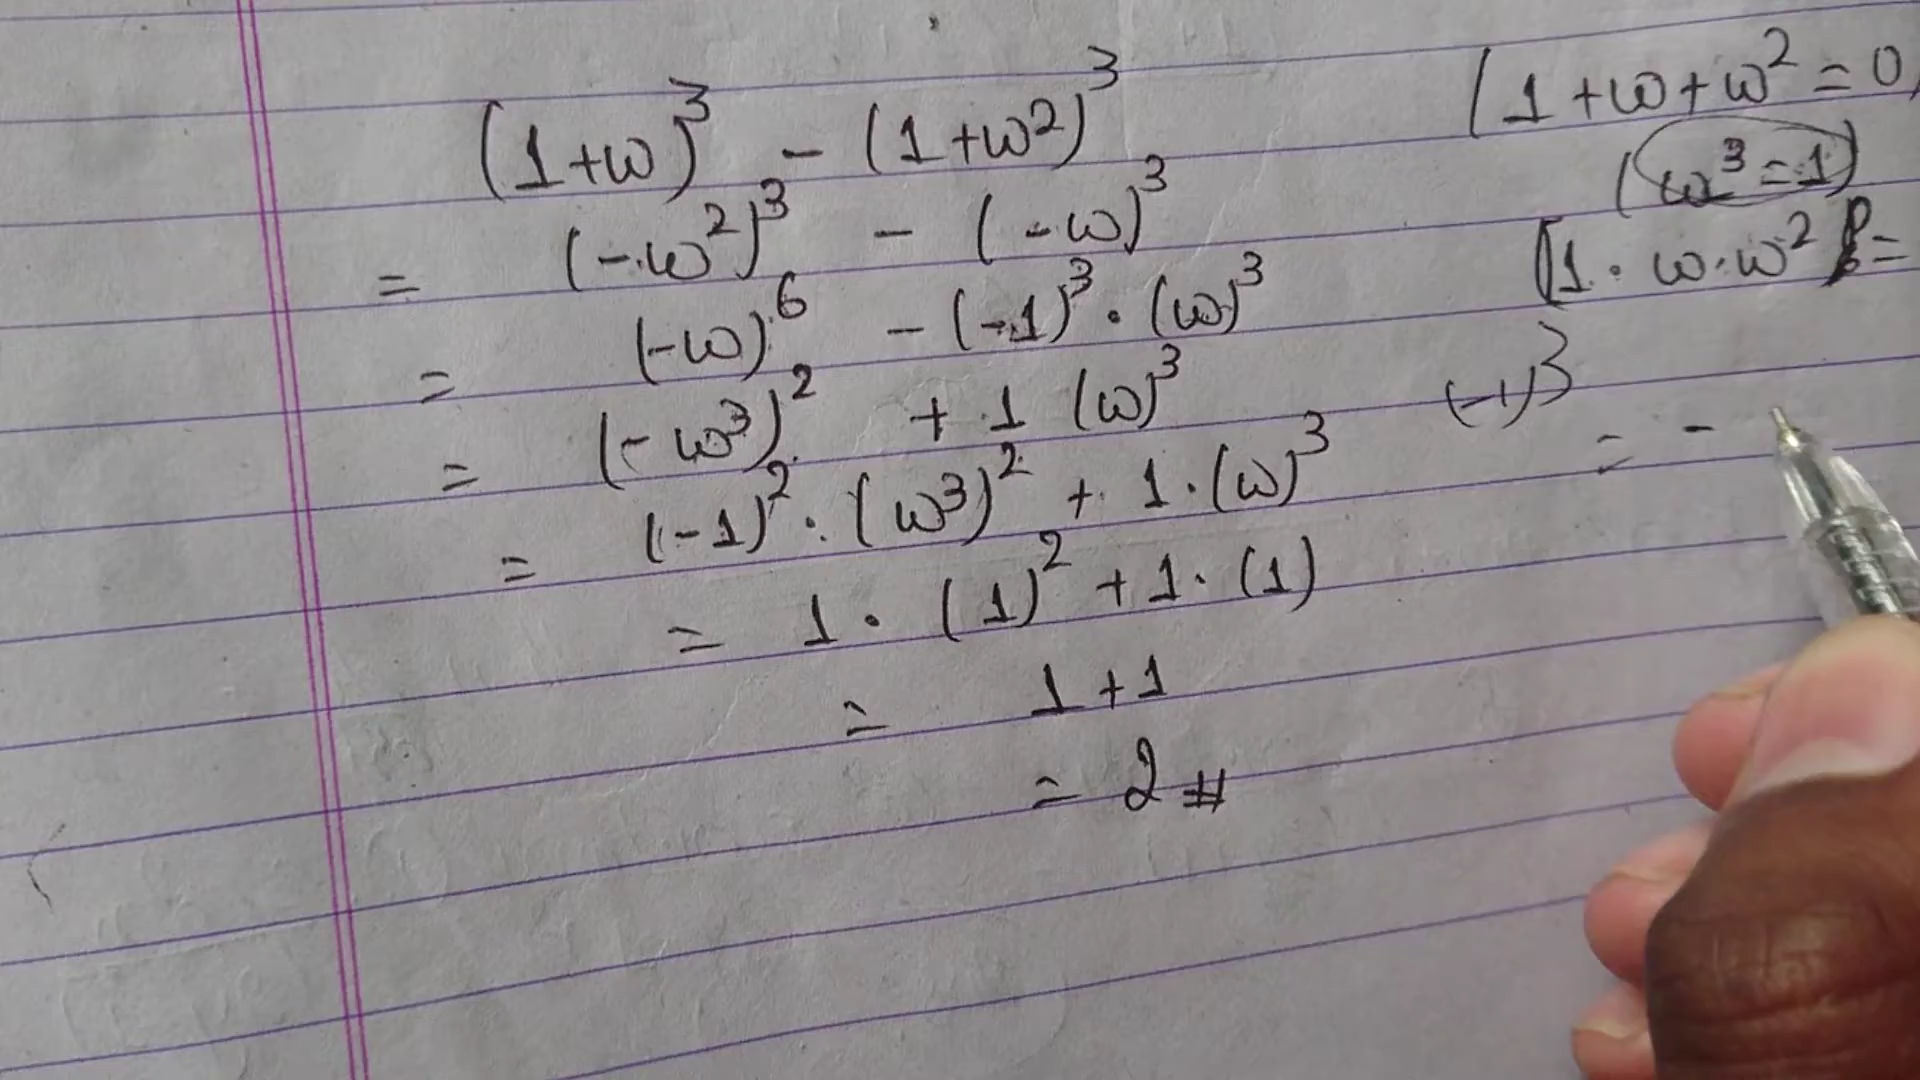 (1+ω)³ - (1+ω²)³
= (-ω²)³ - (-ω)³
= (-ω)⁶ - (-1)³ · (ω)³
= (-ω³)² + 1 (ω)³
= (-1)² · (ω³)² + 1 · (ω)³
= 1 · (1)² + 1 · (1)
= 1 + 1
= 2 #
(1+ω+ω² = 0,
(ω³ = 1)
[1 · ω · ω² =
(-1)³
= -